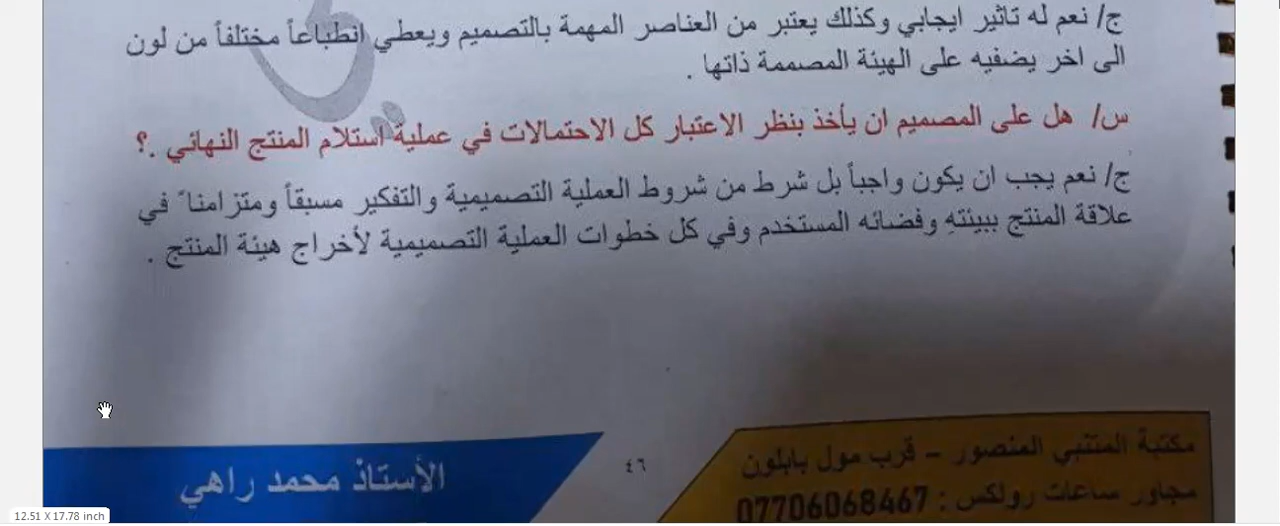 ج/ نعم له تاثير ايجابي وكذلك يعتبر من العناصر المهمة بالتصميم ويعطي انطباعاً مختلفاً من لون
الى اخر يضفيه على الهيئة المصممة ذاتها .
س/ هل على المصميم ان يأخذ بنظر الاعتبار كل الاحتمالات في عملية استلام المنتج النهائي .؟
ج/ نعم يجب ان يكون واجباً بل شرط من شروط العملية التصميمية والتفكير مسبقاً ومتزامناً في
علاقة المنتج ببيئتهِ وفضائه المستخدم وفي كل خطوات العملية التصميمية لأخراج هيئة المنتج .
مكتبة المتنبي المنصور - قرب مول بابلون
مجاور ساعات رولكس : 07706068467
٤٦
الأستاذ محمد راهي
12.51 X 17.78 inch